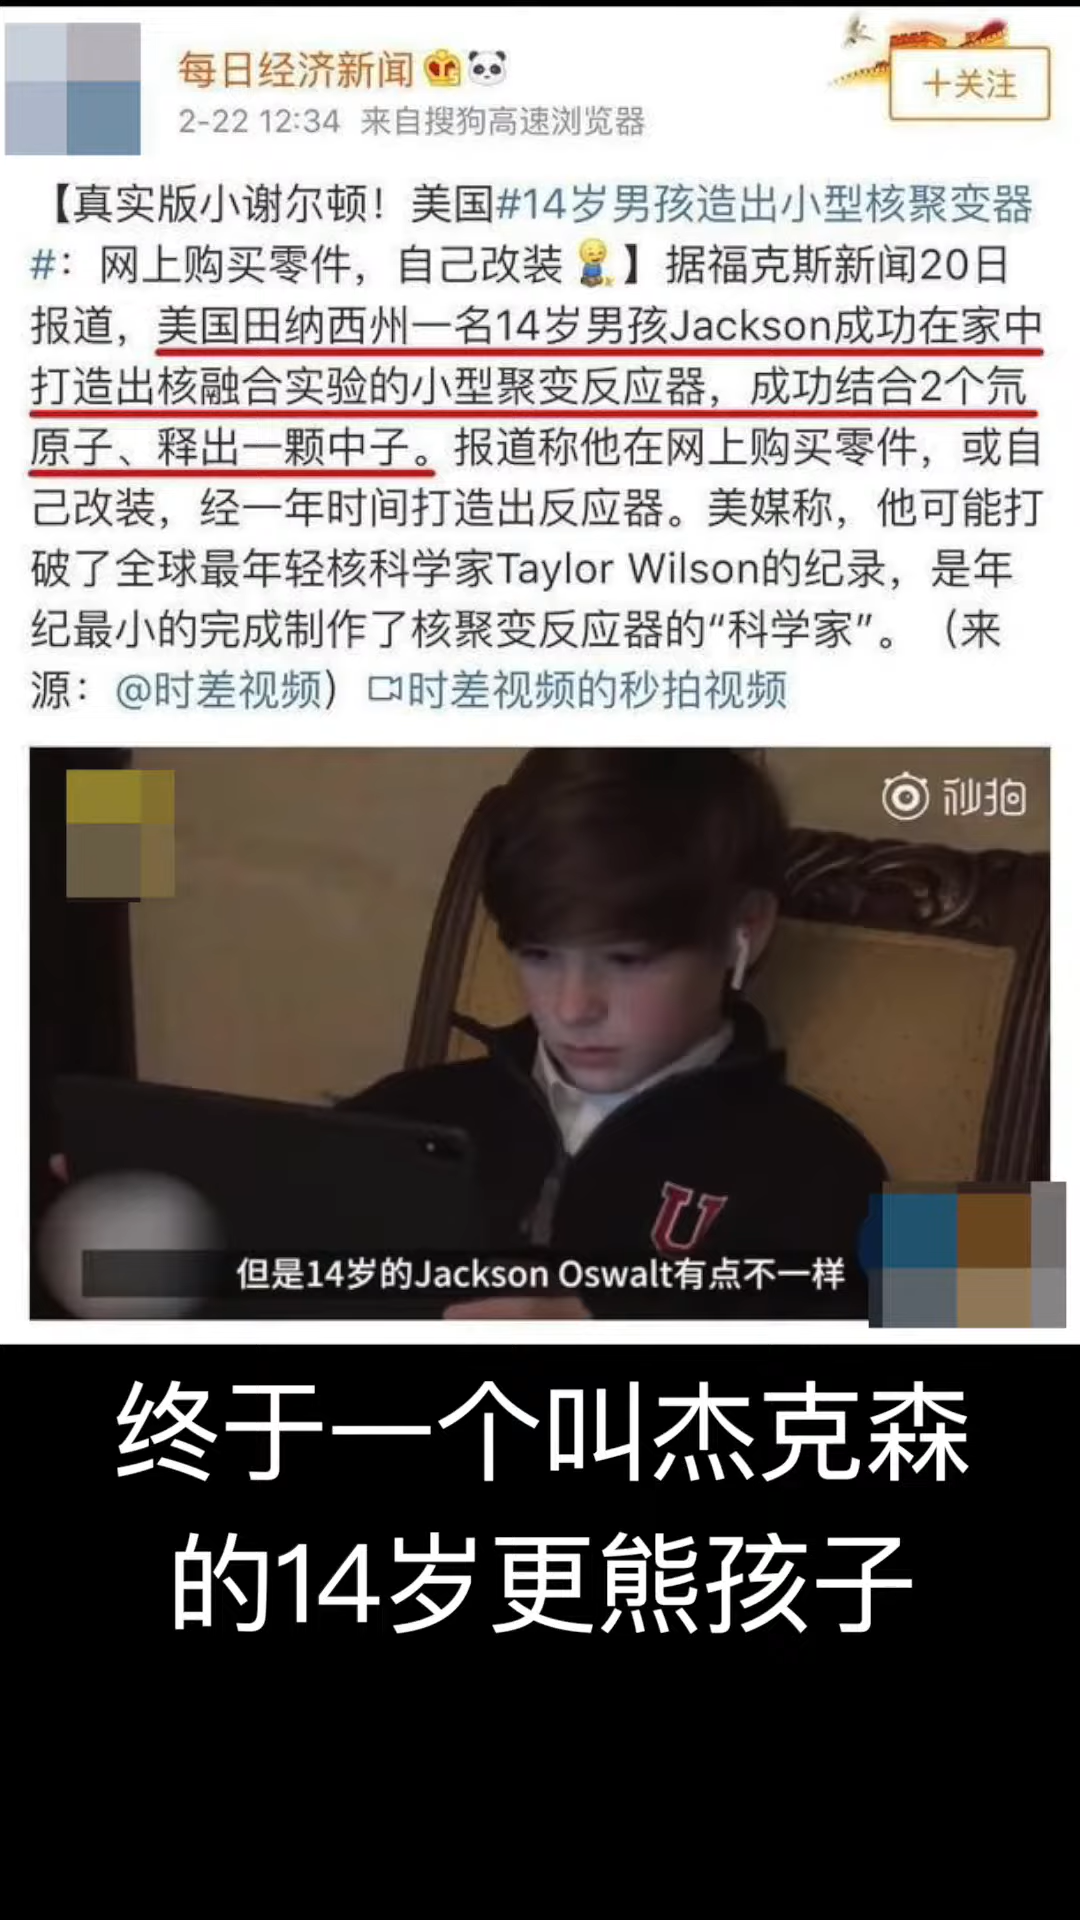 每日经济新闻
2-22 12:34 来自搜狗高速浏览器
+关注
【真实版小谢尔顿！美国#14岁男孩造出小型核聚变器
#：网上购买零件，自己改装】据福克斯新闻20日
报道，美国田纳西州一名14岁男孩Jackson成功在家中
打造出核融合实验的小型聚变反应器，成功结合2个氘
原子、释出一颗中子。报道称他在网上购买零件，或自
己改装，经一年时间打造出反应器。美媒称，他可能打
破了全球最年轻核科学家Taylor Wilson的纪录，是年
纪最小的完成制作了核聚变反应器的“科学家”。（来
源：@时差视频）时差视频的秒拍视频
秒拍
U
但是14岁的Jackson Oswalt有点不一样
终于一个叫杰克森
的14岁更熊孩子